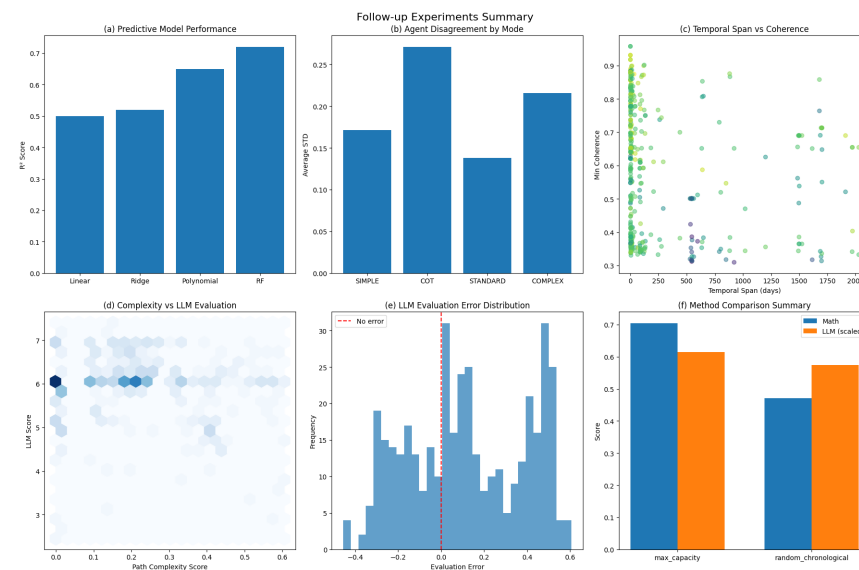 Follow-up Experiments Summary
(a) Predictive Model Performance
R² Score
0.7
0.6
0.5
0.4
0.3
0.2
0.1
0.0
Linear
Ridge
Polynomial
RF
(b) Agent Disagreement by Mode
Average STD
0.25
0.20
0.15
0.10
0.05
0.00
SIMPLE
COT
STANDARD
COMPLEX
(c) Temporal Span vs Coherence
Min Coherence
0.9
0.8
0.7
0.6
0.5
0.4
0.3
0
250
500
750
1000
1250
1500
1750
Temporal Span (days)
(d) Complexity vs LLM Evaluation
LLM Score
7
6
5
4
3
0.0
0.1
0.2
0.3
0.4
0.5
0.6
Path Complexity Score
(e) LLM Evaluation Error Distribution
No error
Frequency
30
25
20
15
10
5
0
−0.4
−0.2
0.0
0.2
0.4
0.6
Evaluation Error
(f) Method Comparison Summary
Math
LLM (scaled
Score
0.7
0.6
0.5
0.4
0.3
0.2
0.1
0.0
max_capacity
random_chronological